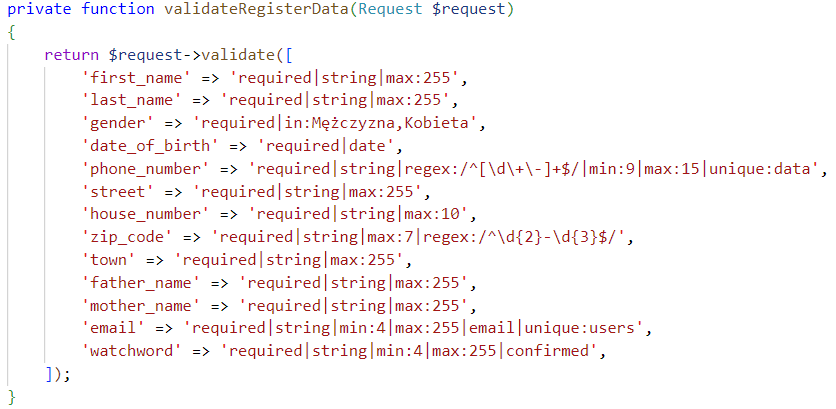 private function validateRegisterData(Request $request)
{
    return $request->validate([
        'first_name' => 'required|string|max:255',
        'last_name' => 'required|string|max:255',
        'gender' => 'required|in:Mężczyzna,Kobieta',
        'date_of_birth' => 'required|date',
        'phone_number' => 'required|string|regex:/^[\d\+\-]+$/|min:9|max:15|unique:data',
        'street' => 'required|string|max:255',
        'house_number' => 'required|string|max:10',
        'zip_code' => 'required|string|max:7|regex:/^\d{2}-\d{3}$/',
        'town' => 'required|string|max:255',
        'father_name' => 'required|string|max:255',
        'mother_name' => 'required|string|max:255',
        'email' => 'required|string|min:4|max:255|email|unique:users',
        'watchword' => 'required|string|min:4|max:255|confirmed',
    ]);
}